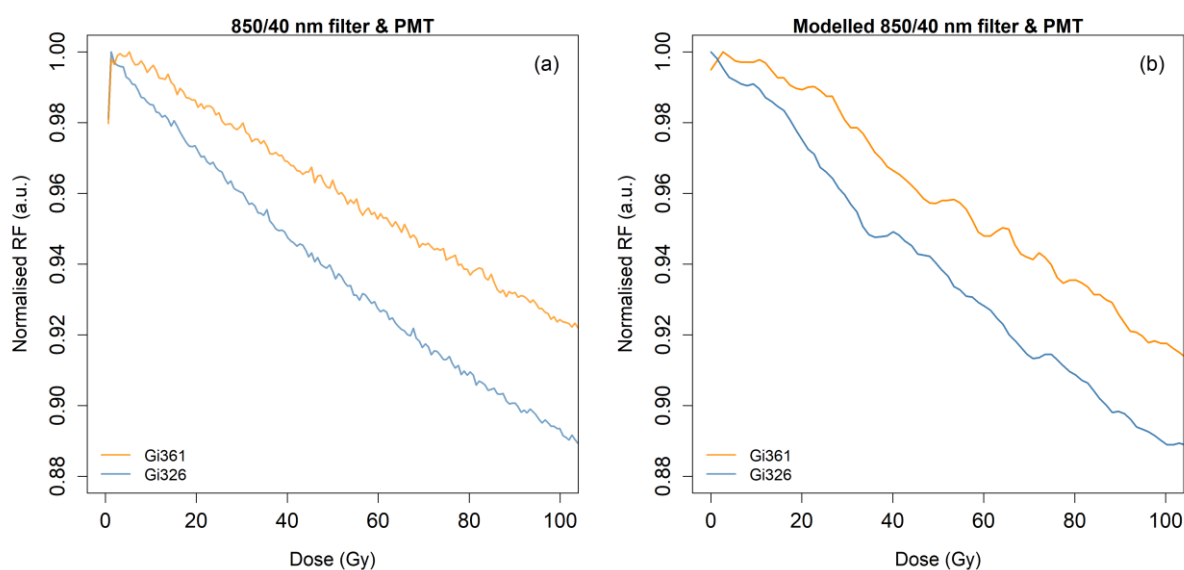 850/40 nm filter & PMT
(a)
Normalised RF (a.u.)
1.00
0.98
0.96
0.94
0.92
0.90
0.88
Gi361
Gi326
0 20 40 60 80 100
Dose (Gy)
Modelled 850/40 nm filter & PMT
(b)
Normalised RF (a.u.)
1.00
0.98
0.96
0.94
0.92
0.90
0.88
Gi361
Gi326
0 20 40 60 80 100
Dose (Gy)